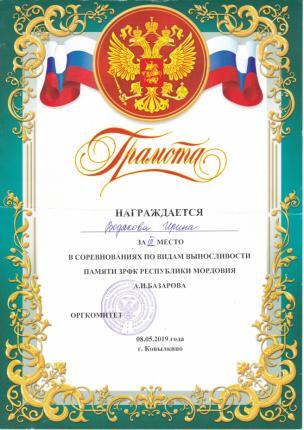 Грамота
НАГРАЖДАЕТСЯ
Водякова Ирина
ЗА III МЕСТО
В СОРЕВНОВАНИЯХ ПО ВИДАМ ВЫНОСЛИВОСТИ
ПАМЯТИ ЗРФК РЕСПУБЛИКИ МОРДОВИЯ
А.И.БАЗАРОВА
ОРГКОМИТЕТ
08.05.2019 года
г. Ковылкино